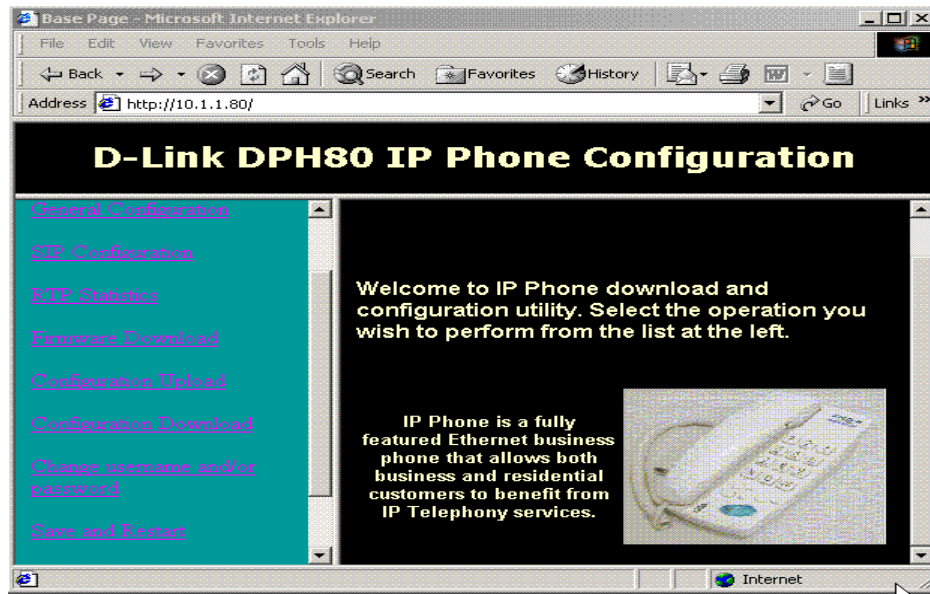 Base Page - Microsoft Internet Explorer
File Edit View Favorites Tools Help
Back Search Favorites History
Address http://10.1.1.80/ Go Links »
D-Link DPH80 IP Phone Configuration
General Configuration
SIP Configuration
RTP Statistics
Firmware Download
Configuration Upload
Configuration Download
Change username and/or
password
Save and Restart
Welcome to IP Phone download and
configuration utility. Select the operation you
wish to perform from the list at the left.
IP Phone is a fully
featured Ethernet business
phone that allows both
business and residential
customers to benefit from
IP Telephony services.
Internet